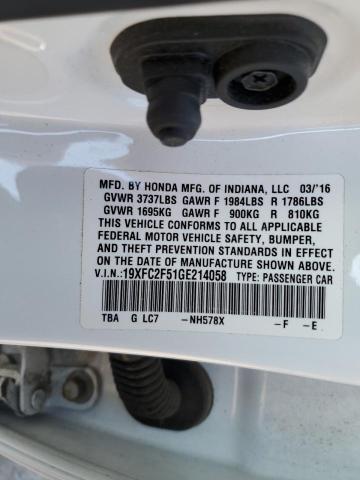 MFD. BY HONDA MFG. OF INDIANA, LLC 03/'16
GVWR 3737LBS GAWR F 1984LBS R 1786LBS
GVWR 1695KG GAWR F 900KG R 810KG
THIS VEHICLE CONFORMS TO ALL APPLICABLE
FEDERAL MOTOR VEHICLE SAFETY, BUMPER,
AND THEFT PREVENTION STANDARDS IN EFFECT
ON THE DATE OF MANUFACTURE SHOWN ABOVE.
V.I.N.:19XFC2F51GE214058 TYPE: PASSENGER CAR
TBA G LC7 -NH578X -F -E